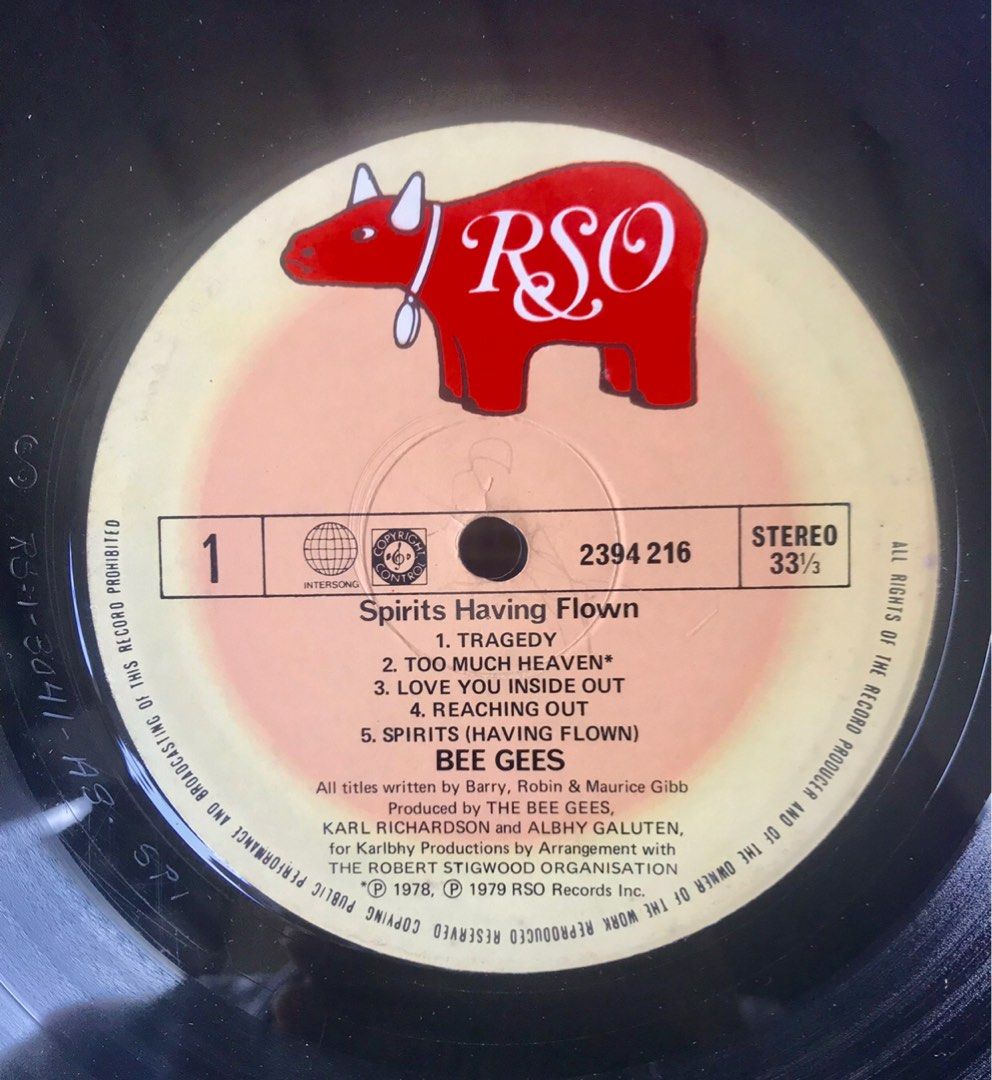 RSO
1
INTERSONG
COPYRIGHT CONTROL
2394 216
STEREO
33⅓
Spirits Having Flown
1. TRAGEDY
2. TOO MUCH HEAVEN*
3. LOVE YOU INSIDE OUT
4. REACHING OUT
5. SPIRITS (HAVING FLOWN)
BEE GEES
All titles written by Barry, Robin & Maurice Gibb
Produced by THE BEE GEES,
KARL RICHARDSON and ALBHY GALUTEN,
for Karlbhy Productions by Arrangement with
THE ROBERT STIGWOOD ORGANISATION
*℗ 1978, ℗ 1979 RSO Records Inc.
ALL RIGHTS OF THE RECORD PRODUCER AND OF THE OWNER OF THE WORK REPRODUCED RESERVED COPYING PUBLIC PERFORMANCE AND BROADCASTING OF THIS RECORD PROHIBITED